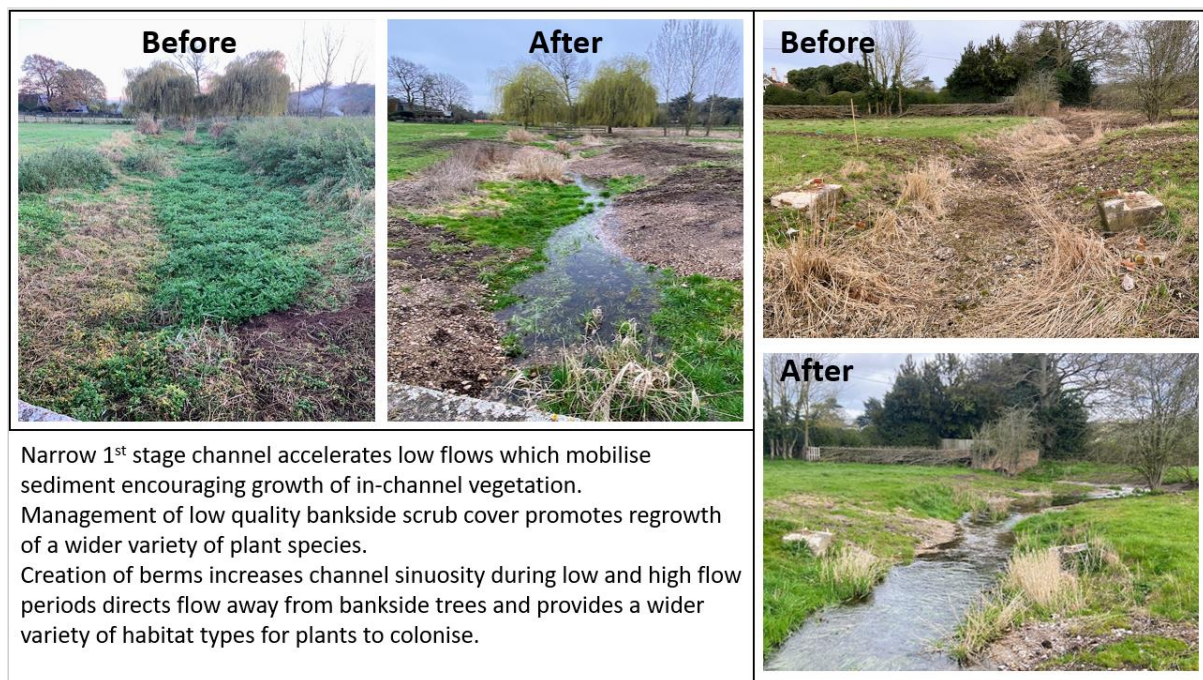 Before
After
Before
After
Narrow 1st stage channel accelerates low flows which mobilise
sediment encouraging growth of in-channel vegetation.
Management of low quality bankside scrub cover promotes regrowth
of a wider variety of plant species.
Creation of berms increases channel sinuosity during low and high flow
periods directs flow away from bankside trees and provides a wider
variety of habitat types for plants to colonise.